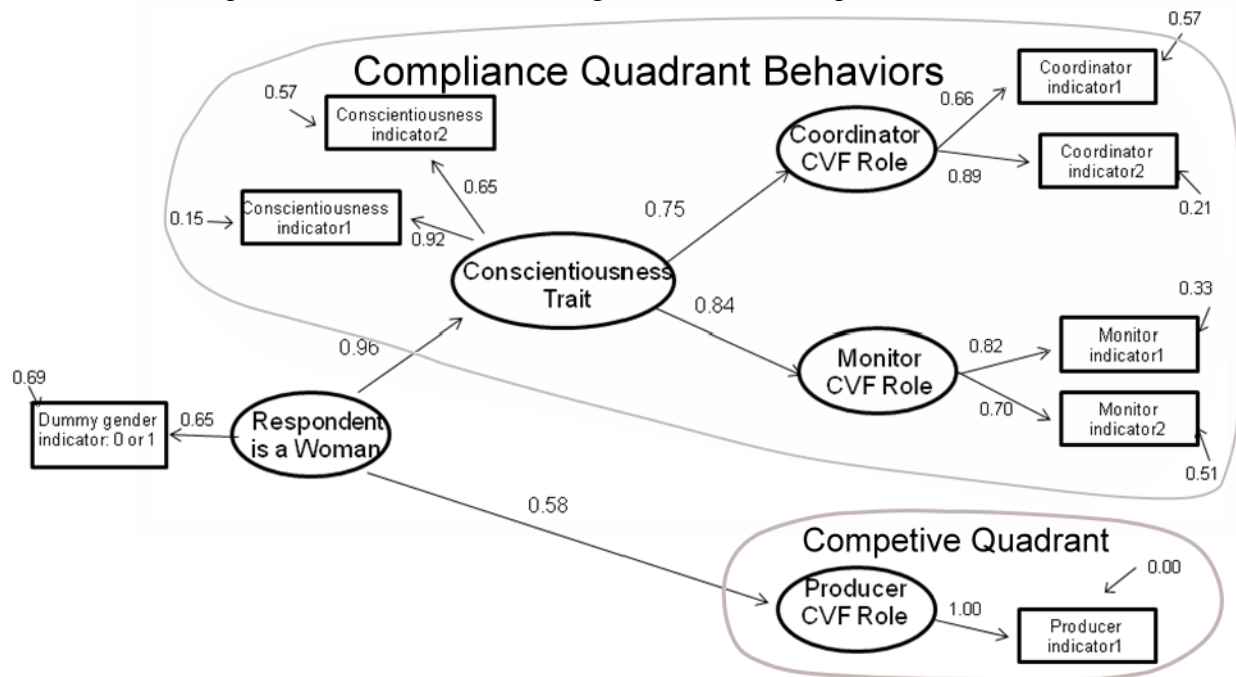 Compliance Quadrant Behaviors
0.57
Conscientiousness
indicator2
0.65
0.15
Conscientiousness
indicator1
0.92
Conscientiousness
Trait
0.75
Coordinator
CVF Role
0.66
Coordinator
indicator1
0.57
0.89
Coordinator
indicator2
0.21
0.84
Monitor
CVF Role
0.82
Monitor
indicator1
0.33
0.70
Monitor
indicator2
0.51
0.96
0.69
Dummy gender
indicator: 0 or 1
0.65
Respondent
is a Woman
0.58
Competive Quadrant
Producer
CVF Role
1.00
0.00
Producer
indicator1